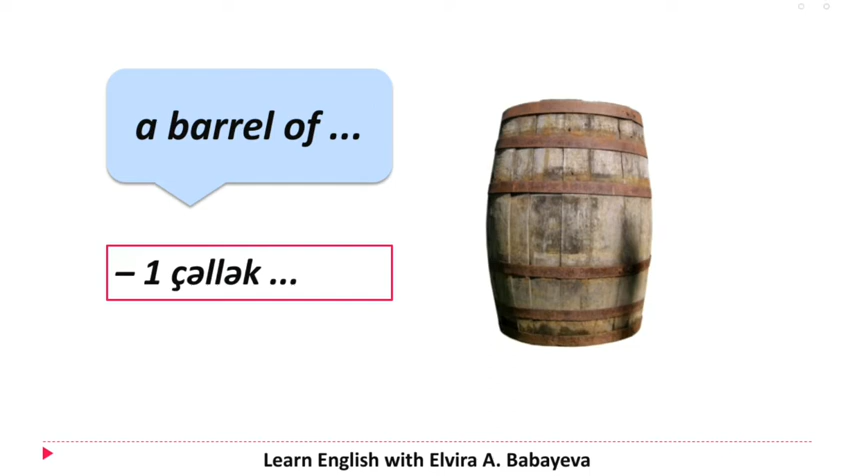 a barrel of ...
– 1 çəllək ...
Learn English with Elvira A. Babayeva